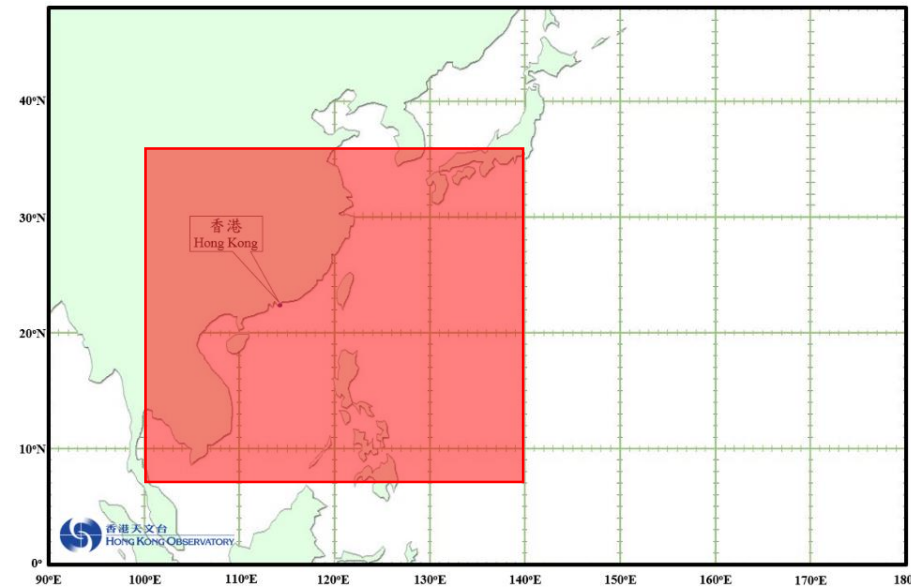 40°N
30°N
香港
Hong Kong
20°N
10°N
香港天文台
HONG KONG OBSERVATORY
0°
90°E 100°E 110°E 120°E 130°E 140°E 150°E 160°E 170°E 180